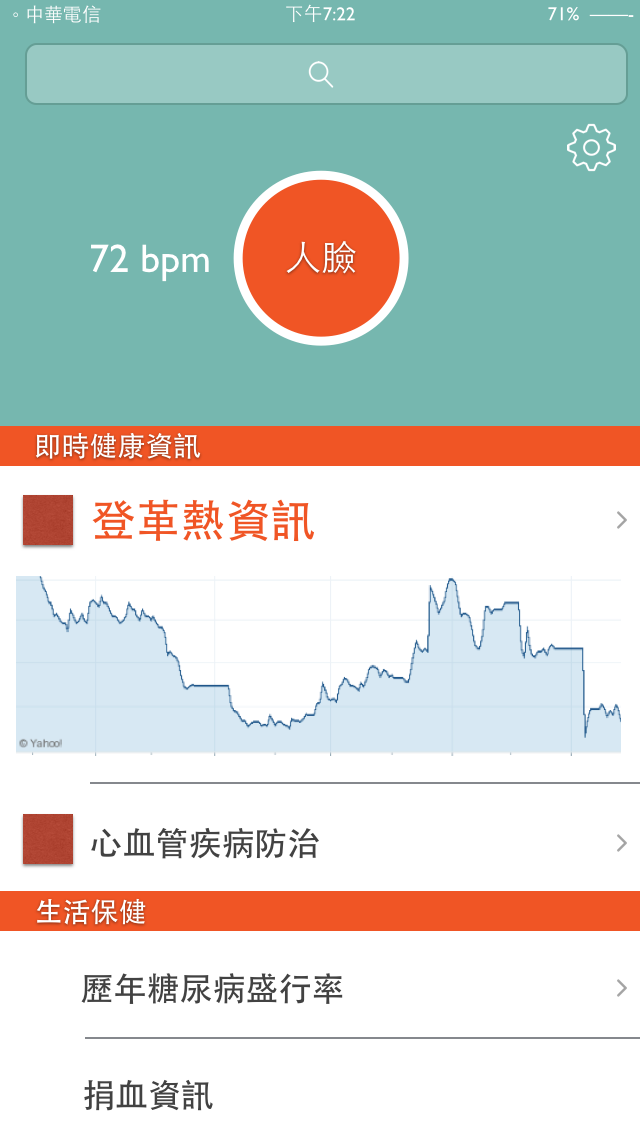 中華電信
下午7:22
71%
72 bpm
人臉
即時健康資訊
登革熱資訊
© Yahoo!
心血管疾病防治
生活保健
歷年糖尿病盛行率
捐血資訊